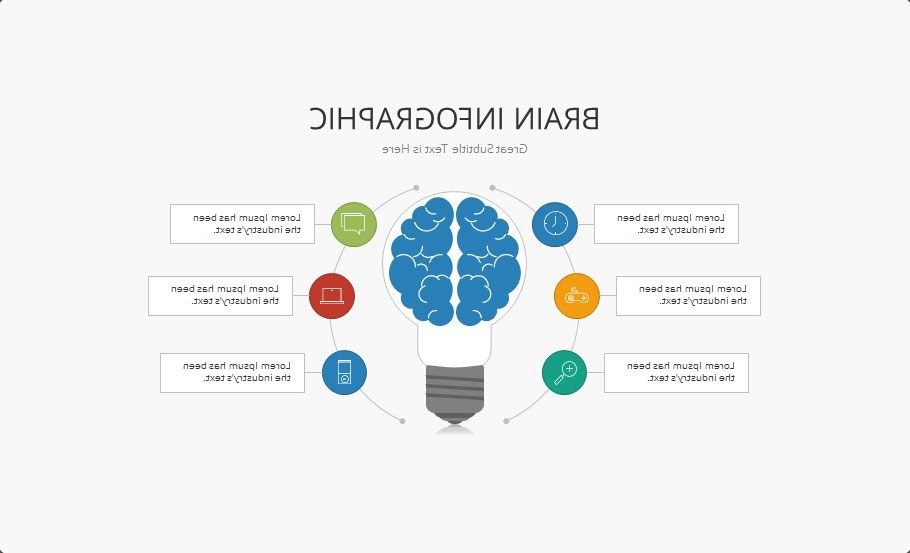 BRAIN INFOGRAPHIC
Great Subtitle Text is Here
Lorem Ipsum has been
the industry's text.
Lorem Ipsum has been
the industry's text.
Lorem Ipsum has been
the industry's text.
Lorem Ipsum has been
the industry's text.
Lorem Ipsum has been
the industry's text.
Lorem Ipsum has been
the industry's text.